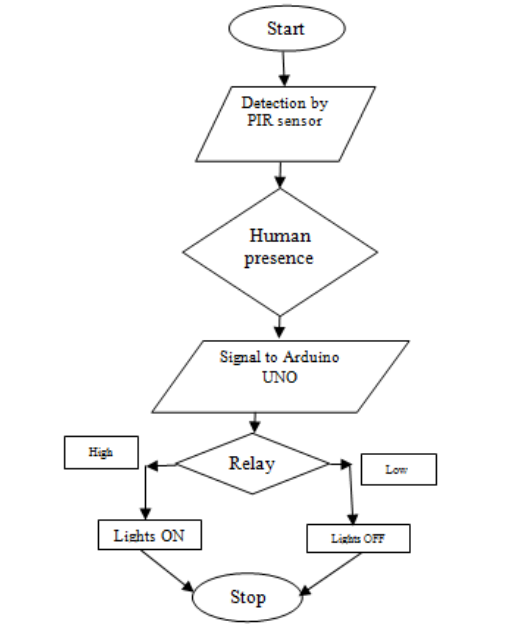 Start
Detection by
PIR sensor
Human
presence
Signal to Arduino
UNO
High
Relay
Low
Lights ON
Lights OFF
Stop